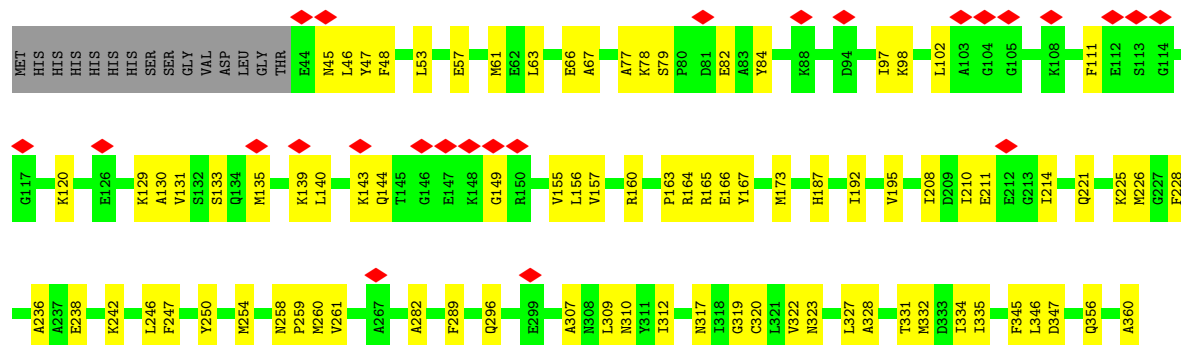 MET HIS HIS HIS HIS HIS HIS SER SER GLY VAL ASP LEU GLY THR E44 N45 L46 Y47 F48 L53 E57 M61 E62 L63 E66 A67 A77 K78 S79 P80 D81 E82 A83 Y84 K88 D94 I97 K98 L102 A103 G104 G105 K108 F111 E112 S113 G114
G117 K120 E126 K129 A130 V131 S132 S133 Q134 M135 K139 L140 K143 Q144 T145 G146 E147 K148 G149 R150 V155 L156 V157 R160 P163 R164 R165 E166 Y167 M173 H187 I192 V195 I208 D209 I210 E211 E212 G213 I214 Q221 K225 M226 G227 F228
A236 A237 E238 K242 L246 F247 Y250 M254 N258 P259 M260 V261 A267 A282 F289 Q296 E299 A307 N308 L309 N310 Y311 I312 N317 I318 G319 C320 L321 V322 N323 L327 A328 T331 M332 D333 I334 I335 F345 L346 D347 Q356 A360